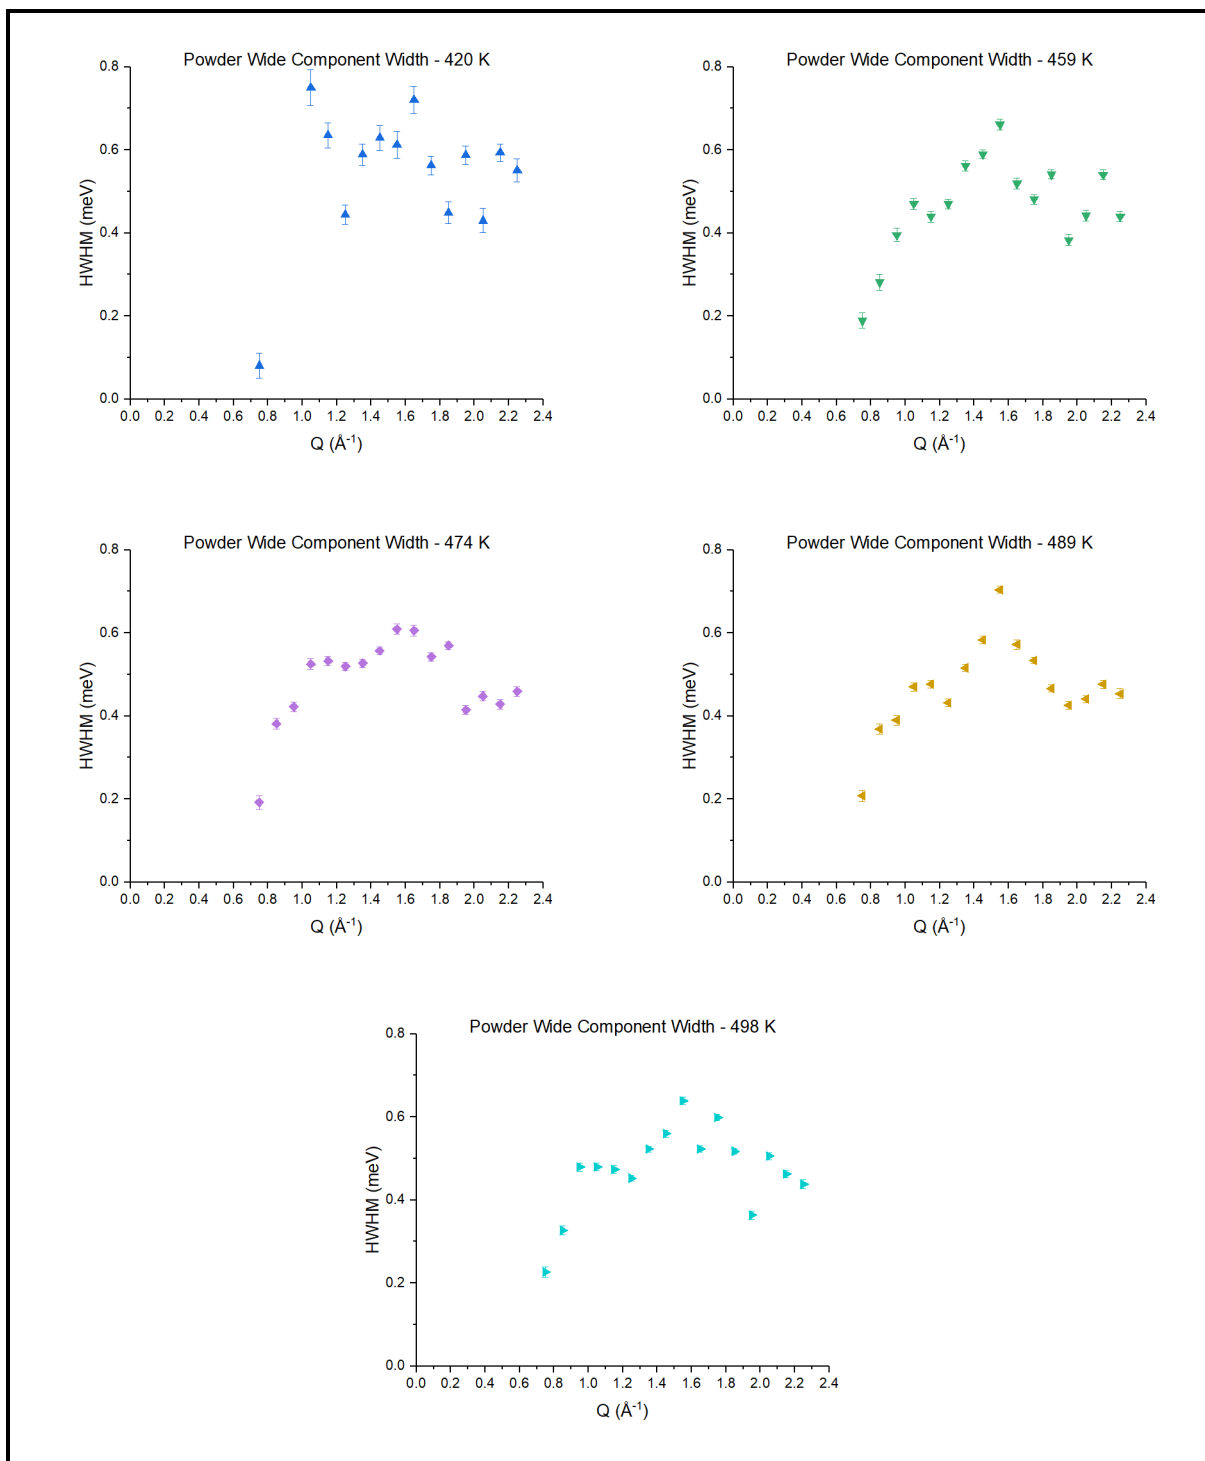 Powder Wide Component Width - 420 K
0.8
0.6
0.4
0.2
0.0
HWHM (meV)
0.0 0.2 0.4 0.6 0.8 1.0 1.2 1.4 1.6 1.8 2.0 2.2 2.4
Q (Å-1)
Powder Wide Component Width - 459 K
0.8
0.6
0.4
0.2
0.0
HWHM (meV)
0.0 0.2 0.4 0.6 0.8 1.0 1.2 1.4 1.6 1.8 2.0 2.2 2.4
Q (Å-1)
Powder Wide Component Width - 474 K
0.8
0.6
0.4
0.2
0.0
HWHM (meV)
0.0 0.2 0.4 0.6 0.8 1.0 1.2 1.4 1.6 1.8 2.0 2.2 2.4
Q (Å-1)
Powder Wide Component Width - 489 K
0.8
0.6
0.4
0.2
0.0
HWHM (meV)
0.0 0.2 0.4 0.6 0.8 1.0 1.2 1.4 1.6 1.8 2.0 2.2 2.4
Q (Å-1)
Powder Wide Component Width - 498 K
0.8
0.6
0.4
0.2
0.0
HWHM (meV)
0.0 0.2 0.4 0.6 0.8 1.0 1.2 1.4 1.6 1.8 2.0 2.2 2.4
Q (Å-1)